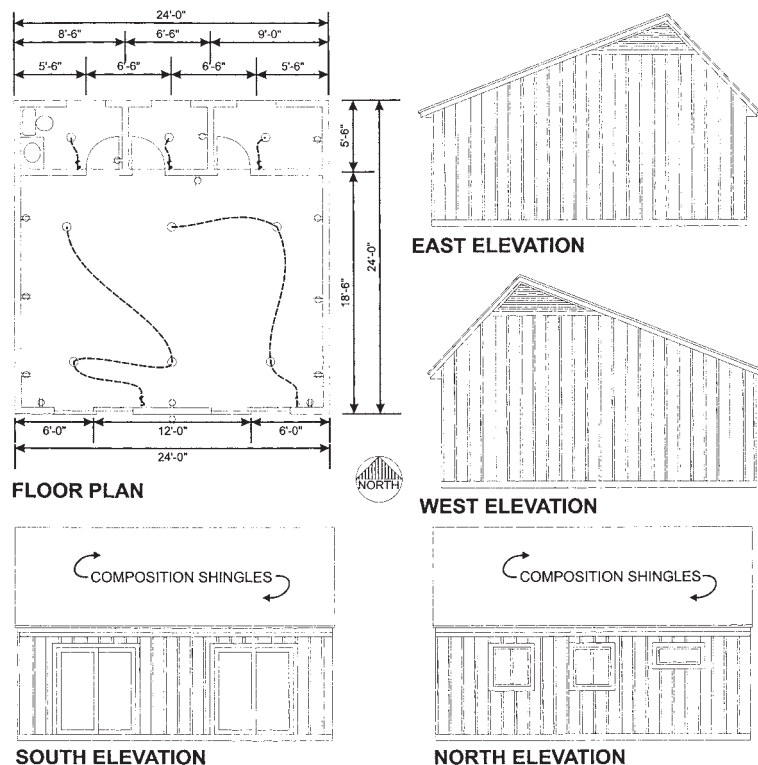 24'-0"
8'-6" 6'-6" 9'-0"
5'-6" 6'-6" 6'-6" 5'-6"
5'-6"
18'-6"
24'-0"
6'-0" 12'-0" 6'-0"
24'-0"
FLOOR PLAN
NORTH
EAST ELEVATION
WEST ELEVATION
COMPOSITION SHINGLES
SOUTH ELEVATION
COMPOSITION SHINGLES
NORTH ELEVATION